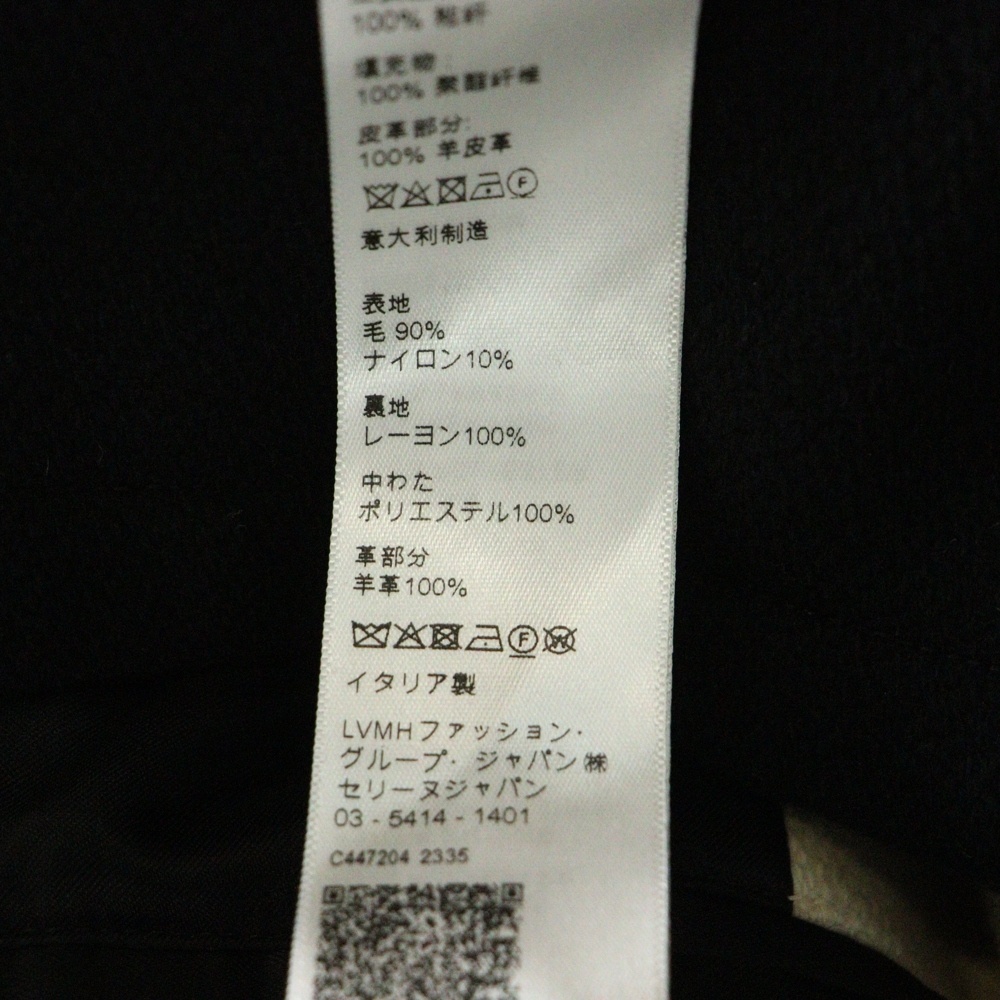 100% 粘纤
填充物:
100% 聚酯纤维
皮革部分:
100% 羊皮革
F
意大利制造
表地
毛 90%
ナイロン10%
裏地
レーヨン100%
中わた
ポリエステル100%
革部分
羊革100%
F W
イタリア製
LVMHファッション・
グループ・ジャパン㈱
セリーヌジャパン
03 - 5414 - 1401
C447204 2335